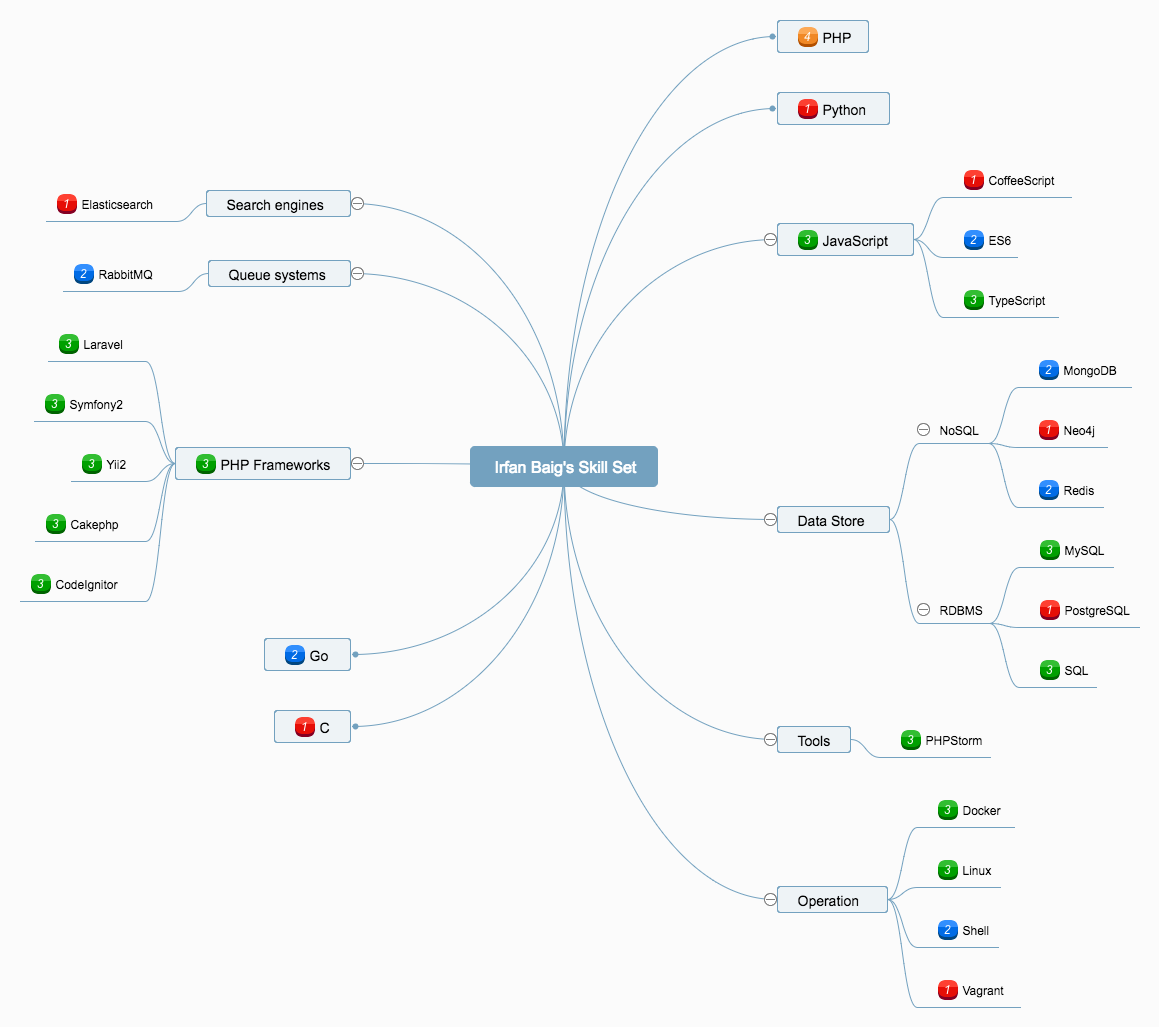 Irfan Baig's Skill Set
4 PHP
1 Python
3 JavaScript
1 CoffeeScript
2 ES6
3 TypeScript
Data Store
NoSQL
2 MongoDB
1 Neo4j
2 Redis
RDBMS
3 MySQL
1 PostgreSQL
3 SQL
Tools
3 PHPStorm
Operation
3 Docker
3 Linux
2 Shell
1 Vagrant
Search engines
1 Elasticsearch
Queue systems
2 RabbitMQ
3 PHP Frameworks
3 Laravel
3 Symfony2
3 Yii2
3 Cakephp
3 CodeIgnitor
2 Go
1 C